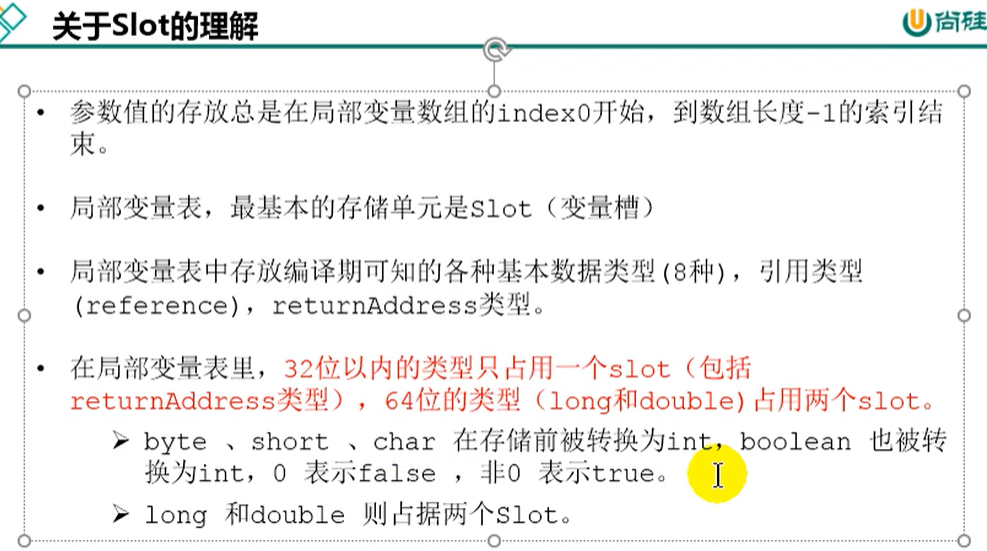 关于Slot的理解
尚硅
• 参数值的存放总是在局部变量数组的index0开始，到数组长度-1的索引结
束。
• 局部变量表，最基本的存储单元是Slot（变量槽）
• 局部变量表中存放编译期可知的各种基本数据类型(8种)，引用类型
(reference)，returnAddress类型。
• 在局部变量表里，32位以内的类型只占用一个slot（包括
returnAddress类型），64位的类型（long和double)占用两个slot。
➢ byte 、short 、char 在存储前被转换为int，boolean 也被转
换为int，0 表示false ，非0 表示true。
➢ long 和double 则占据两个Slot。